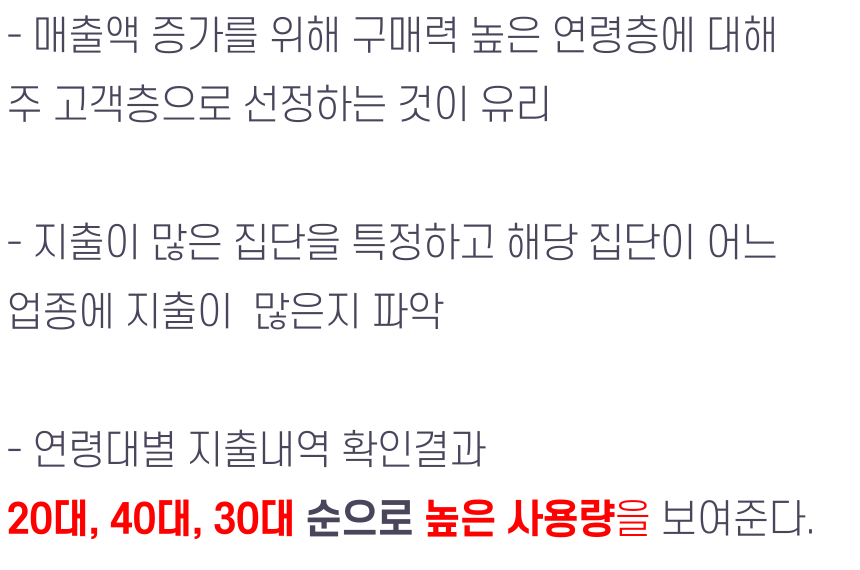 - 매출액 증가를 위해 구매력 높은 연령층에 대해
주 고객층으로 선정하는 것이 유리
- 지출이 많은 집단을 특정하고 해당 집단이 어느
업종에 지출이 많은지 파악
- 연령대별 지출내역 확인결과
20대, 40대, 30대 순으로 높은 사용량을 보여준다.